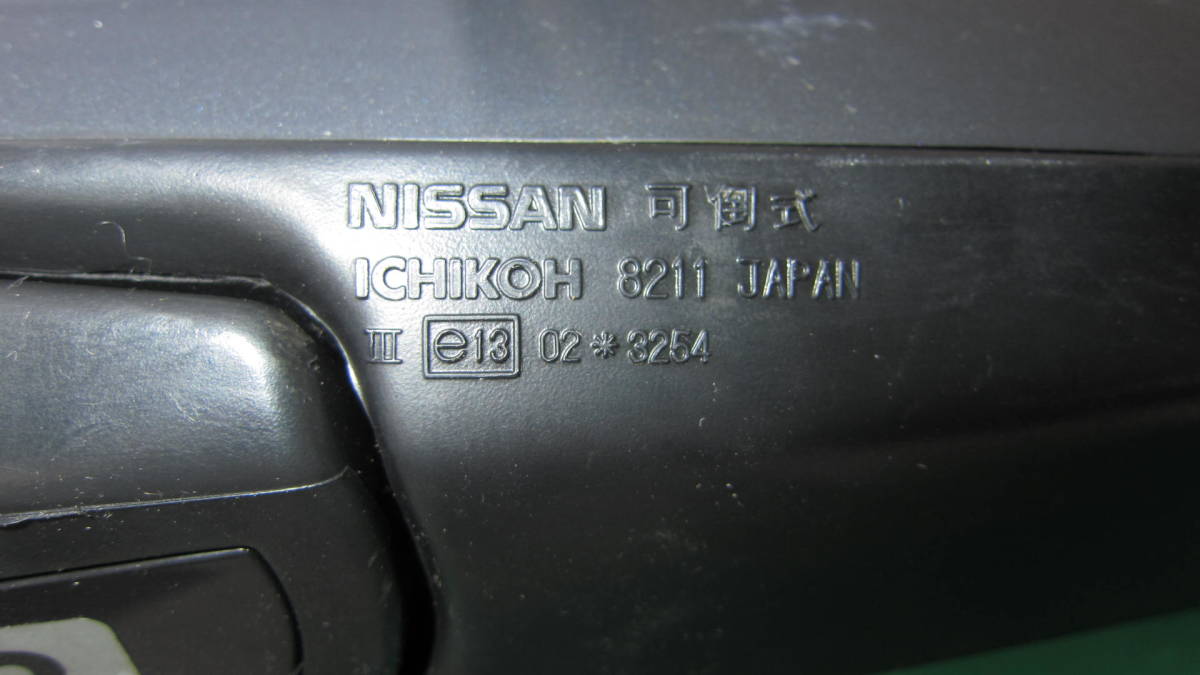 NISSAN 可倒式
ICHIKOH 8211 JAPAN
III e13 02*3254